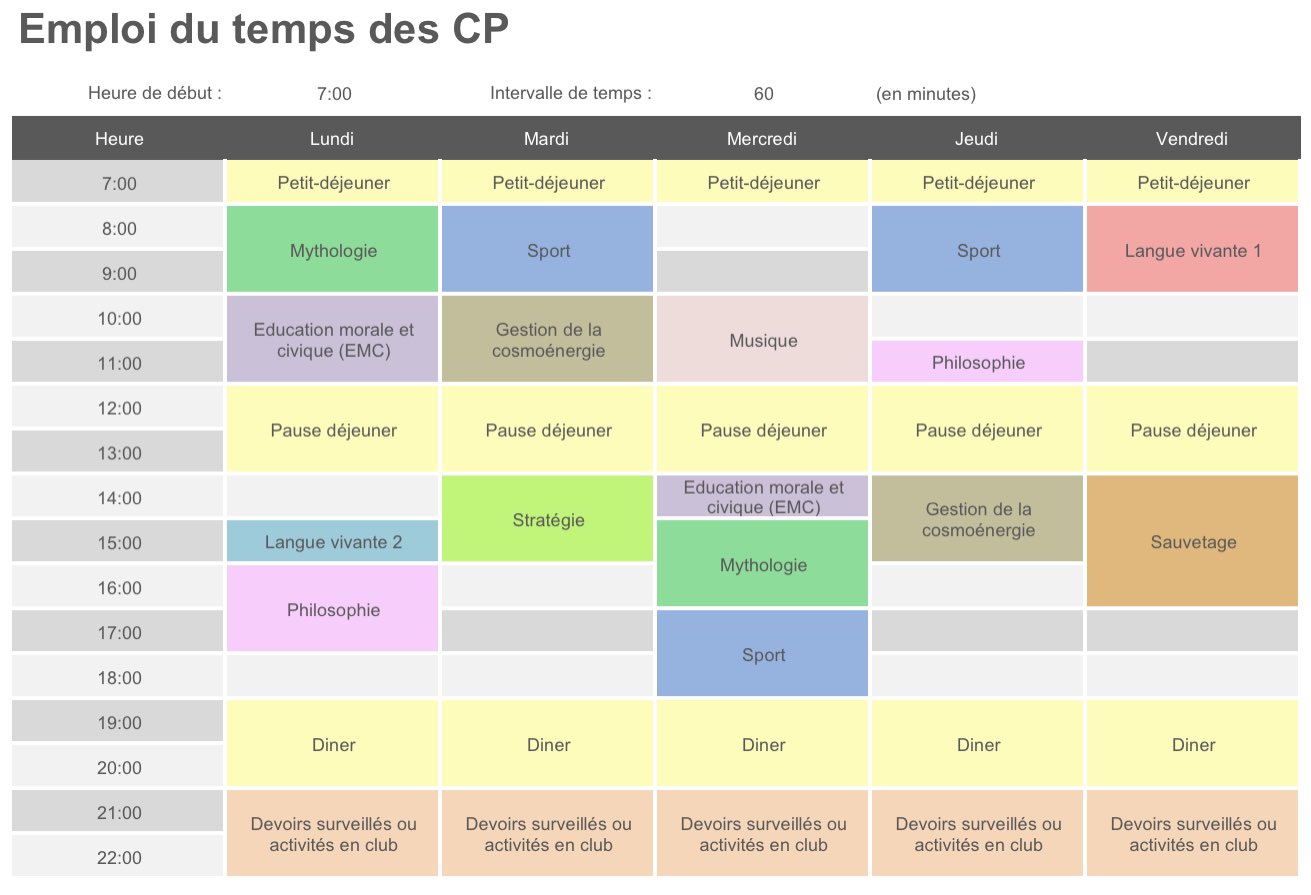 Emploi du temps des CP
Heure de début : 7:00 Intervalle de temps : 60 (en minutes)
Heure Lundi Mardi Mercredi Jeudi Vendredi
7:00 Petit-déjeuner Petit-déjeuner Petit-déjeuner Petit-déjeuner Petit-déjeuner
8:00
Mythologie Sport Sport Langue vivante 1
9:00
10:00
Education morale et
civique (EMC)
Gestion de la
cosmoénergie
Musique
11:00 Philosophie
12:00
Pause déjeuner Pause déjeuner Pause déjeuner Pause déjeuner Pause déjeuner
13:00
14:00
Education morale et
civique (EMC)
Stratégie
Gestion de la
cosmoénergie
15:00 Langue vivante 2 Sauvetage
Mythologie
16:00
Philosophie
17:00
Sport
18:00
19:00
Diner Diner Diner Diner Diner
20:00
21:00
Devoirs surveillés ou
activités en club
Devoirs surveillés ou
activités en club
Devoirs surveillés ou
activités en club
Devoirs surveillés ou
activités en club
Devoirs surveillés ou
activités en club
22:00